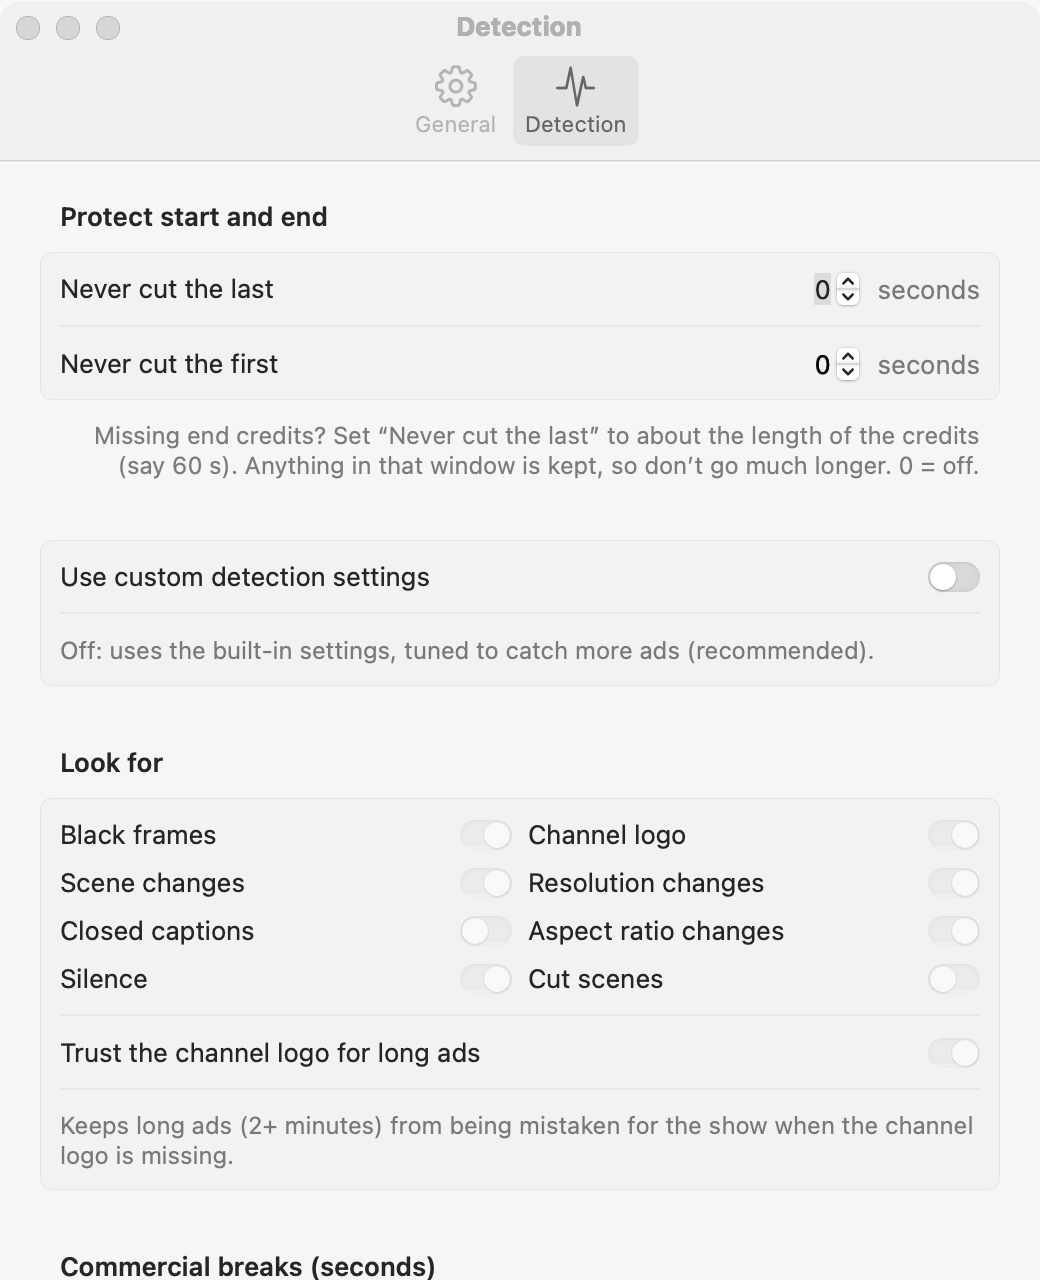 Detection
General
Detection
Protect start and end
Never cut the last 0 seconds
Never cut the first 0 seconds
Missing end credits? Set “Never cut the last” to about the length of the credits
(say 60 s). Anything in that window is kept, so don’t go much longer. 0 = off.
Use custom detection settings
Off: uses the built-in settings, tuned to catch more ads (recommended).
Look for
Black frames Channel logo
Scene changes Resolution changes
Closed captions Aspect ratio changes
Silence Cut scenes
Trust the channel logo for long ads
Keeps long ads (2+ minutes) from being mistaken for the show when the channel
logo is missing.
Commercial breaks (seconds)